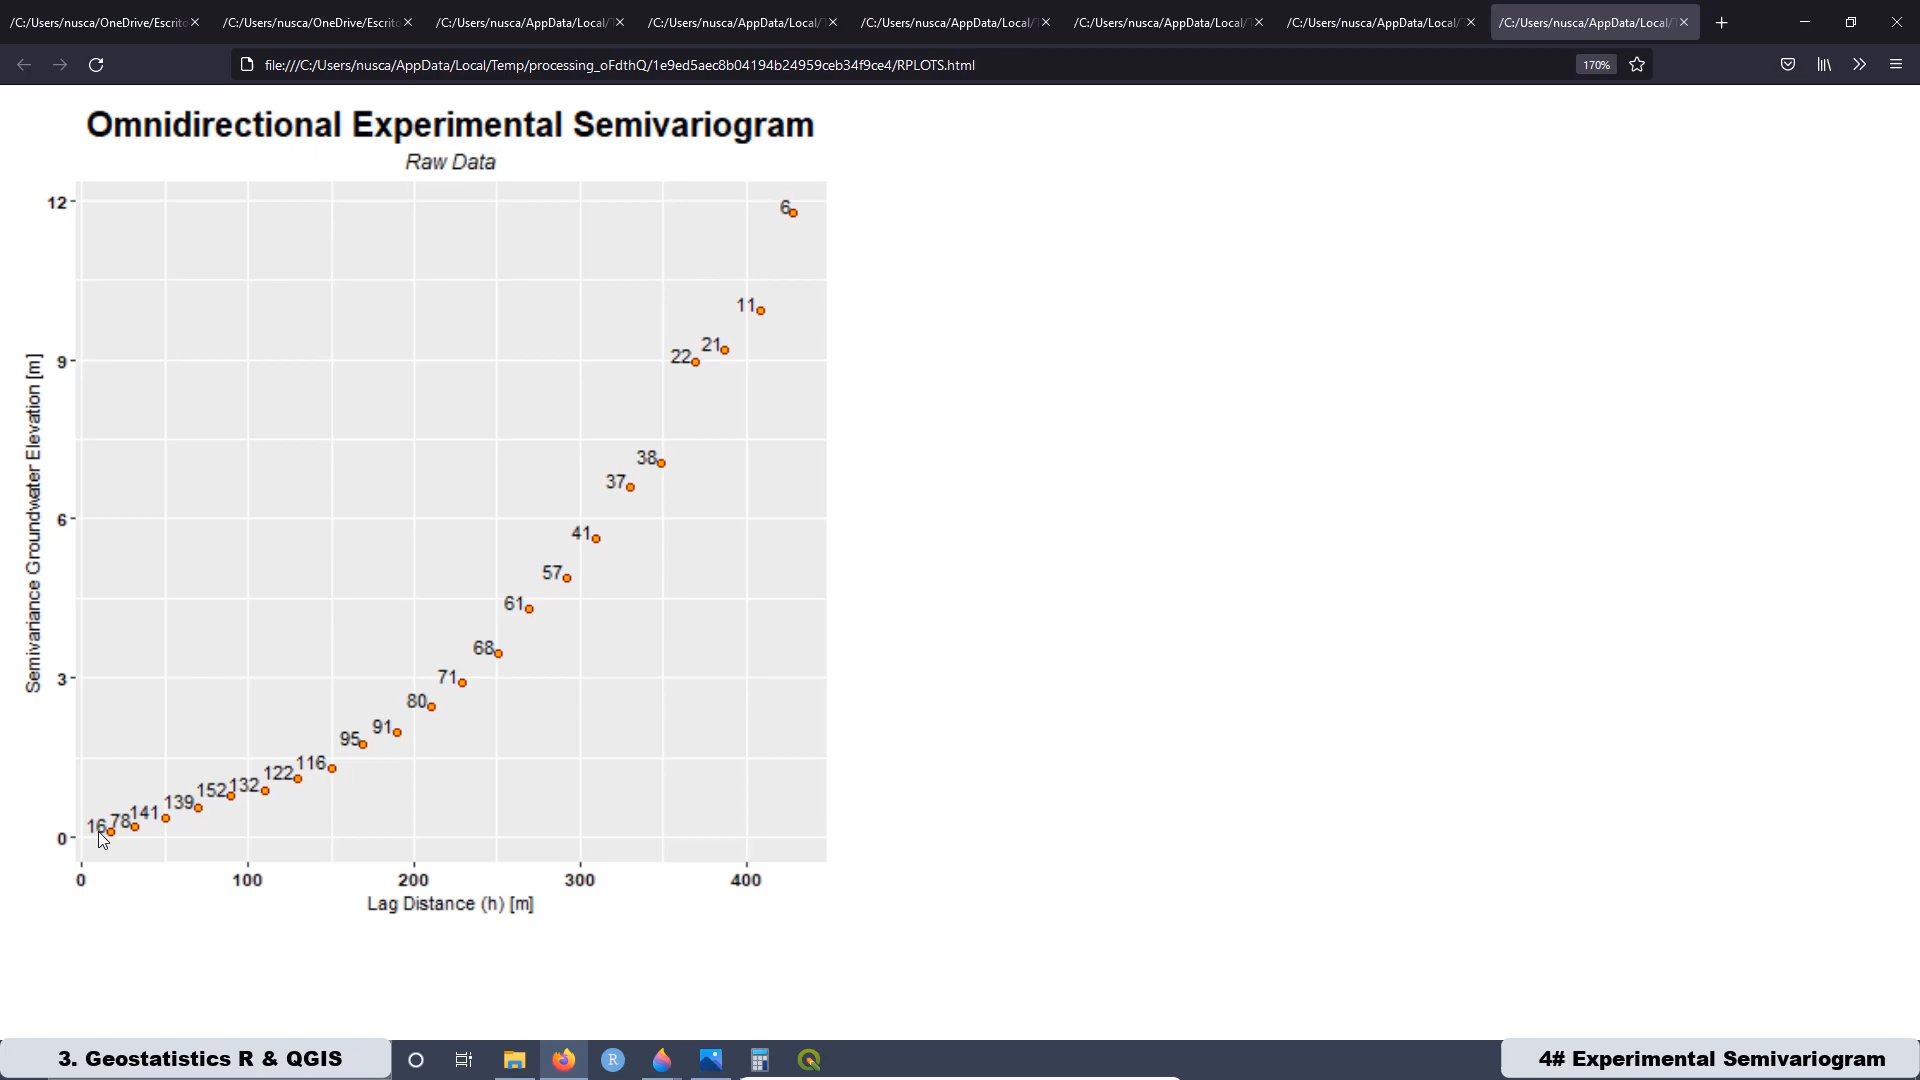 /C:/Users/nusca/OneDrive/Escrito
/C:/Users/nusca/OneDrive/Escrito
/C:/Users/nusca/AppData/Local/
/C:/Users/nusca/AppData/Local/
/C:/Users/nusca/AppData/Local/
/C:/Users/nusca/AppData/Local/
/C:/Users/nusca/AppData/Local/
/C:/Users/nusca/AppData/Local/
file:///C:/Users/nusca/AppData/Local/Temp/processing_oFdthQ/1e9ed5aec8b04194b24959ceb34f9ce4/RPLOTS.html
170%
Omnidirectional Experimental Semivariogram
Raw Data
Semivariance Groundwater Elevation [m]
12
9
6
3
0
6
11
21
22
38
37
41
57
61
68
71
80
91
95
116
122
132
152
139
141
78
16
0
100
200
300
400
Lag Distance (h) [m]
3. Geostatistics R & QGIS
R
4# Experimental Semivariogram